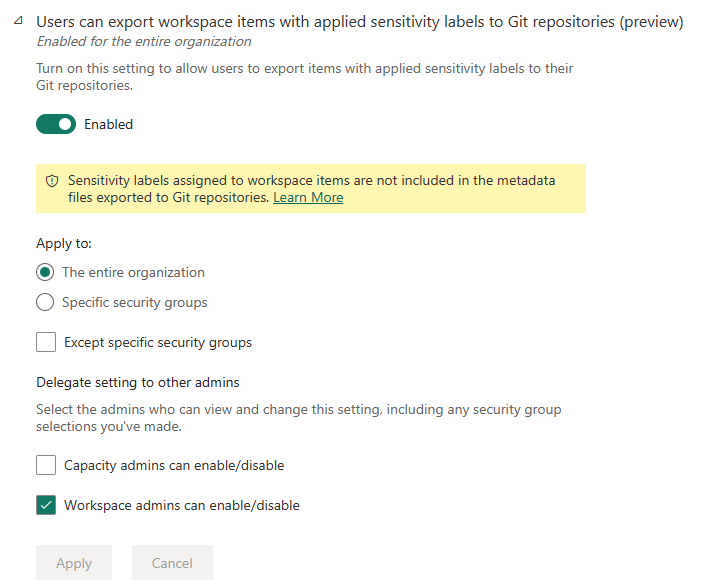 Users can export workspace items with applied sensitivity labels to Git repositories (preview)
Enabled for the entire organization
Turn on this setting to allow users to export items with applied sensitivity labels to their
Git repositories.
Enabled
Sensitivity labels assigned to workspace items are not included in the metadata
files exported to Git repositories. Learn More
Apply to:
The entire organization
Specific security groups
Except specific security groups
Delegate setting to other admins
Select the admins who can view and change this setting, including any security group
selections you've made.
Capacity admins can enable/disable
Workspace admins can enable/disable
Apply
Cancel